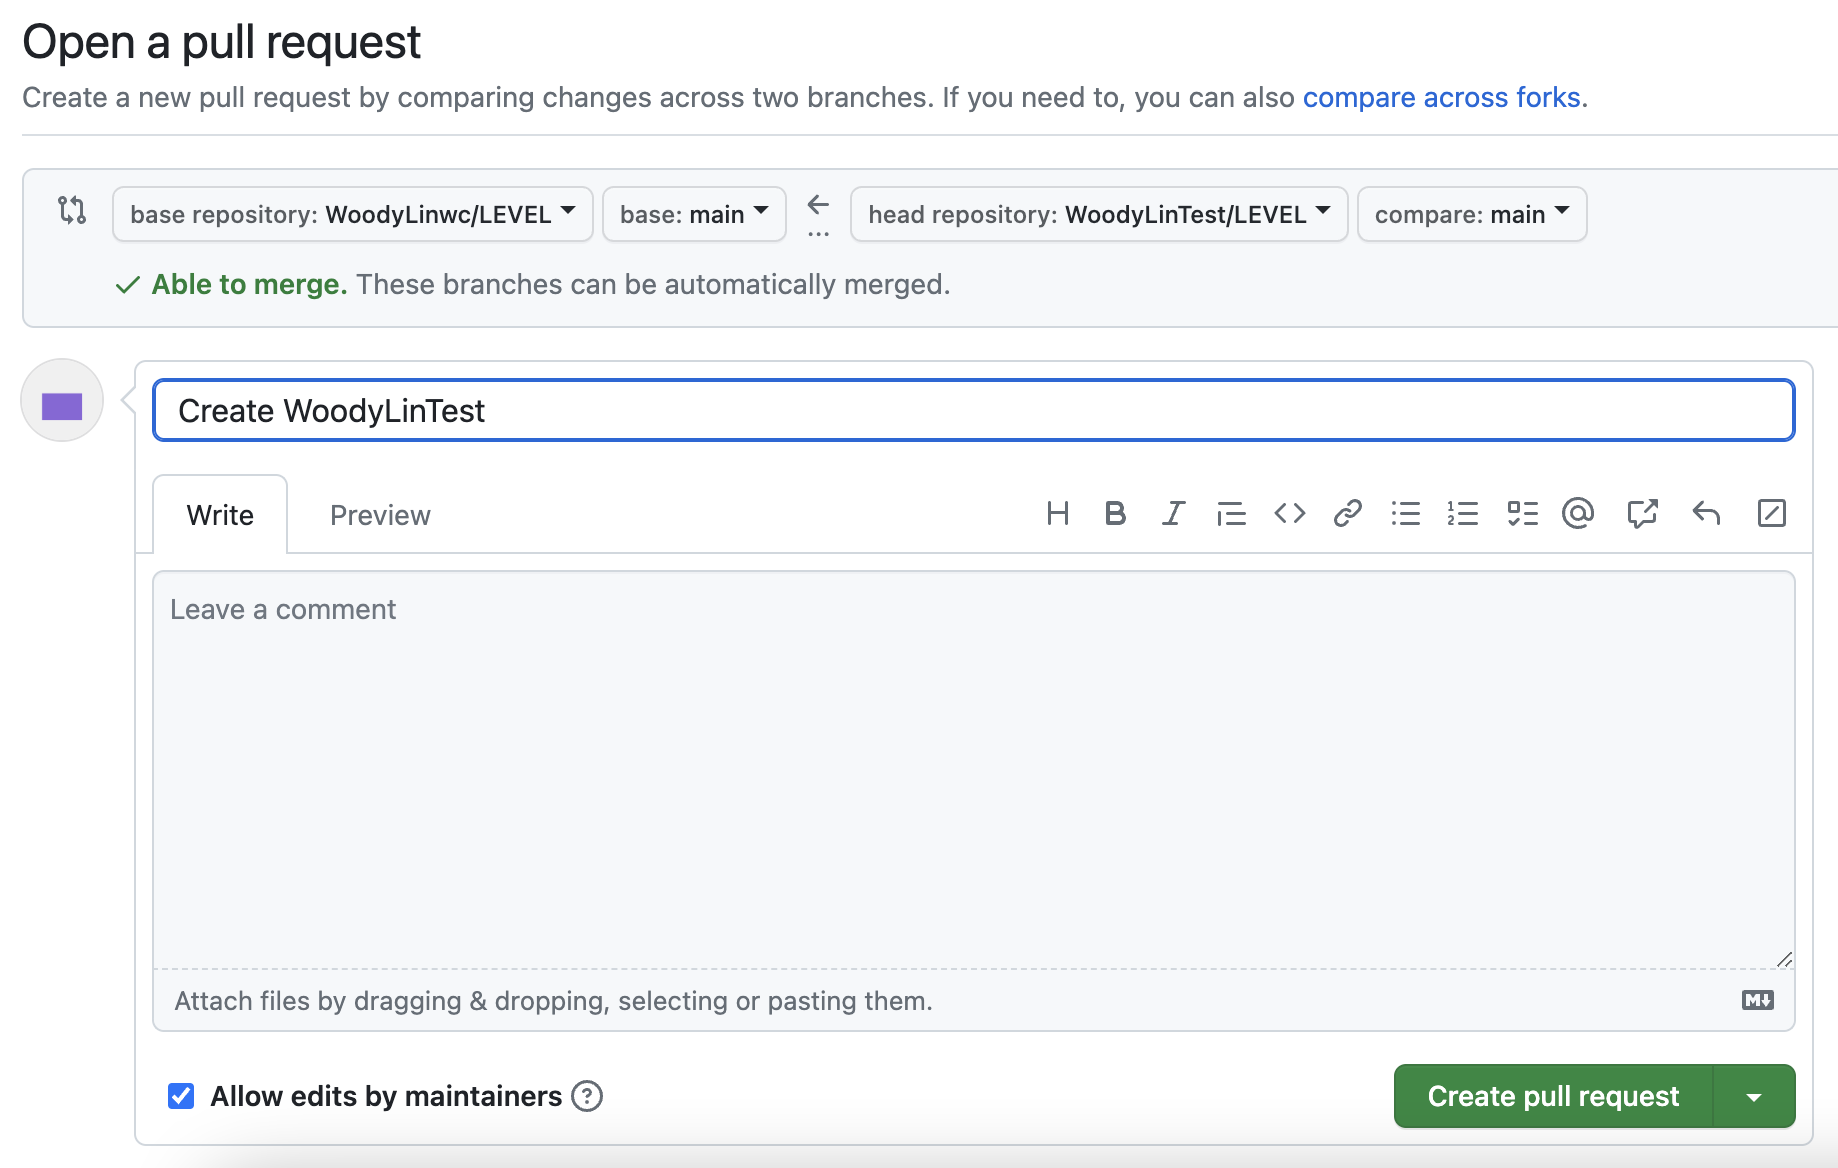 Open a pull request
Create a new pull request by comparing changes across two branches. If you need to, you can also compare across forks.
base repository: WoodyLinwc/LEVEL base: main ... head repository: WoodyLinTest/LEVEL compare: main
Able to merge. These branches can be automatically merged.
Create WoodyLinTest
Write Preview
Leave a comment
Attach files by dragging & dropping, selecting or pasting them.
Allow edits by maintainers
Create pull request